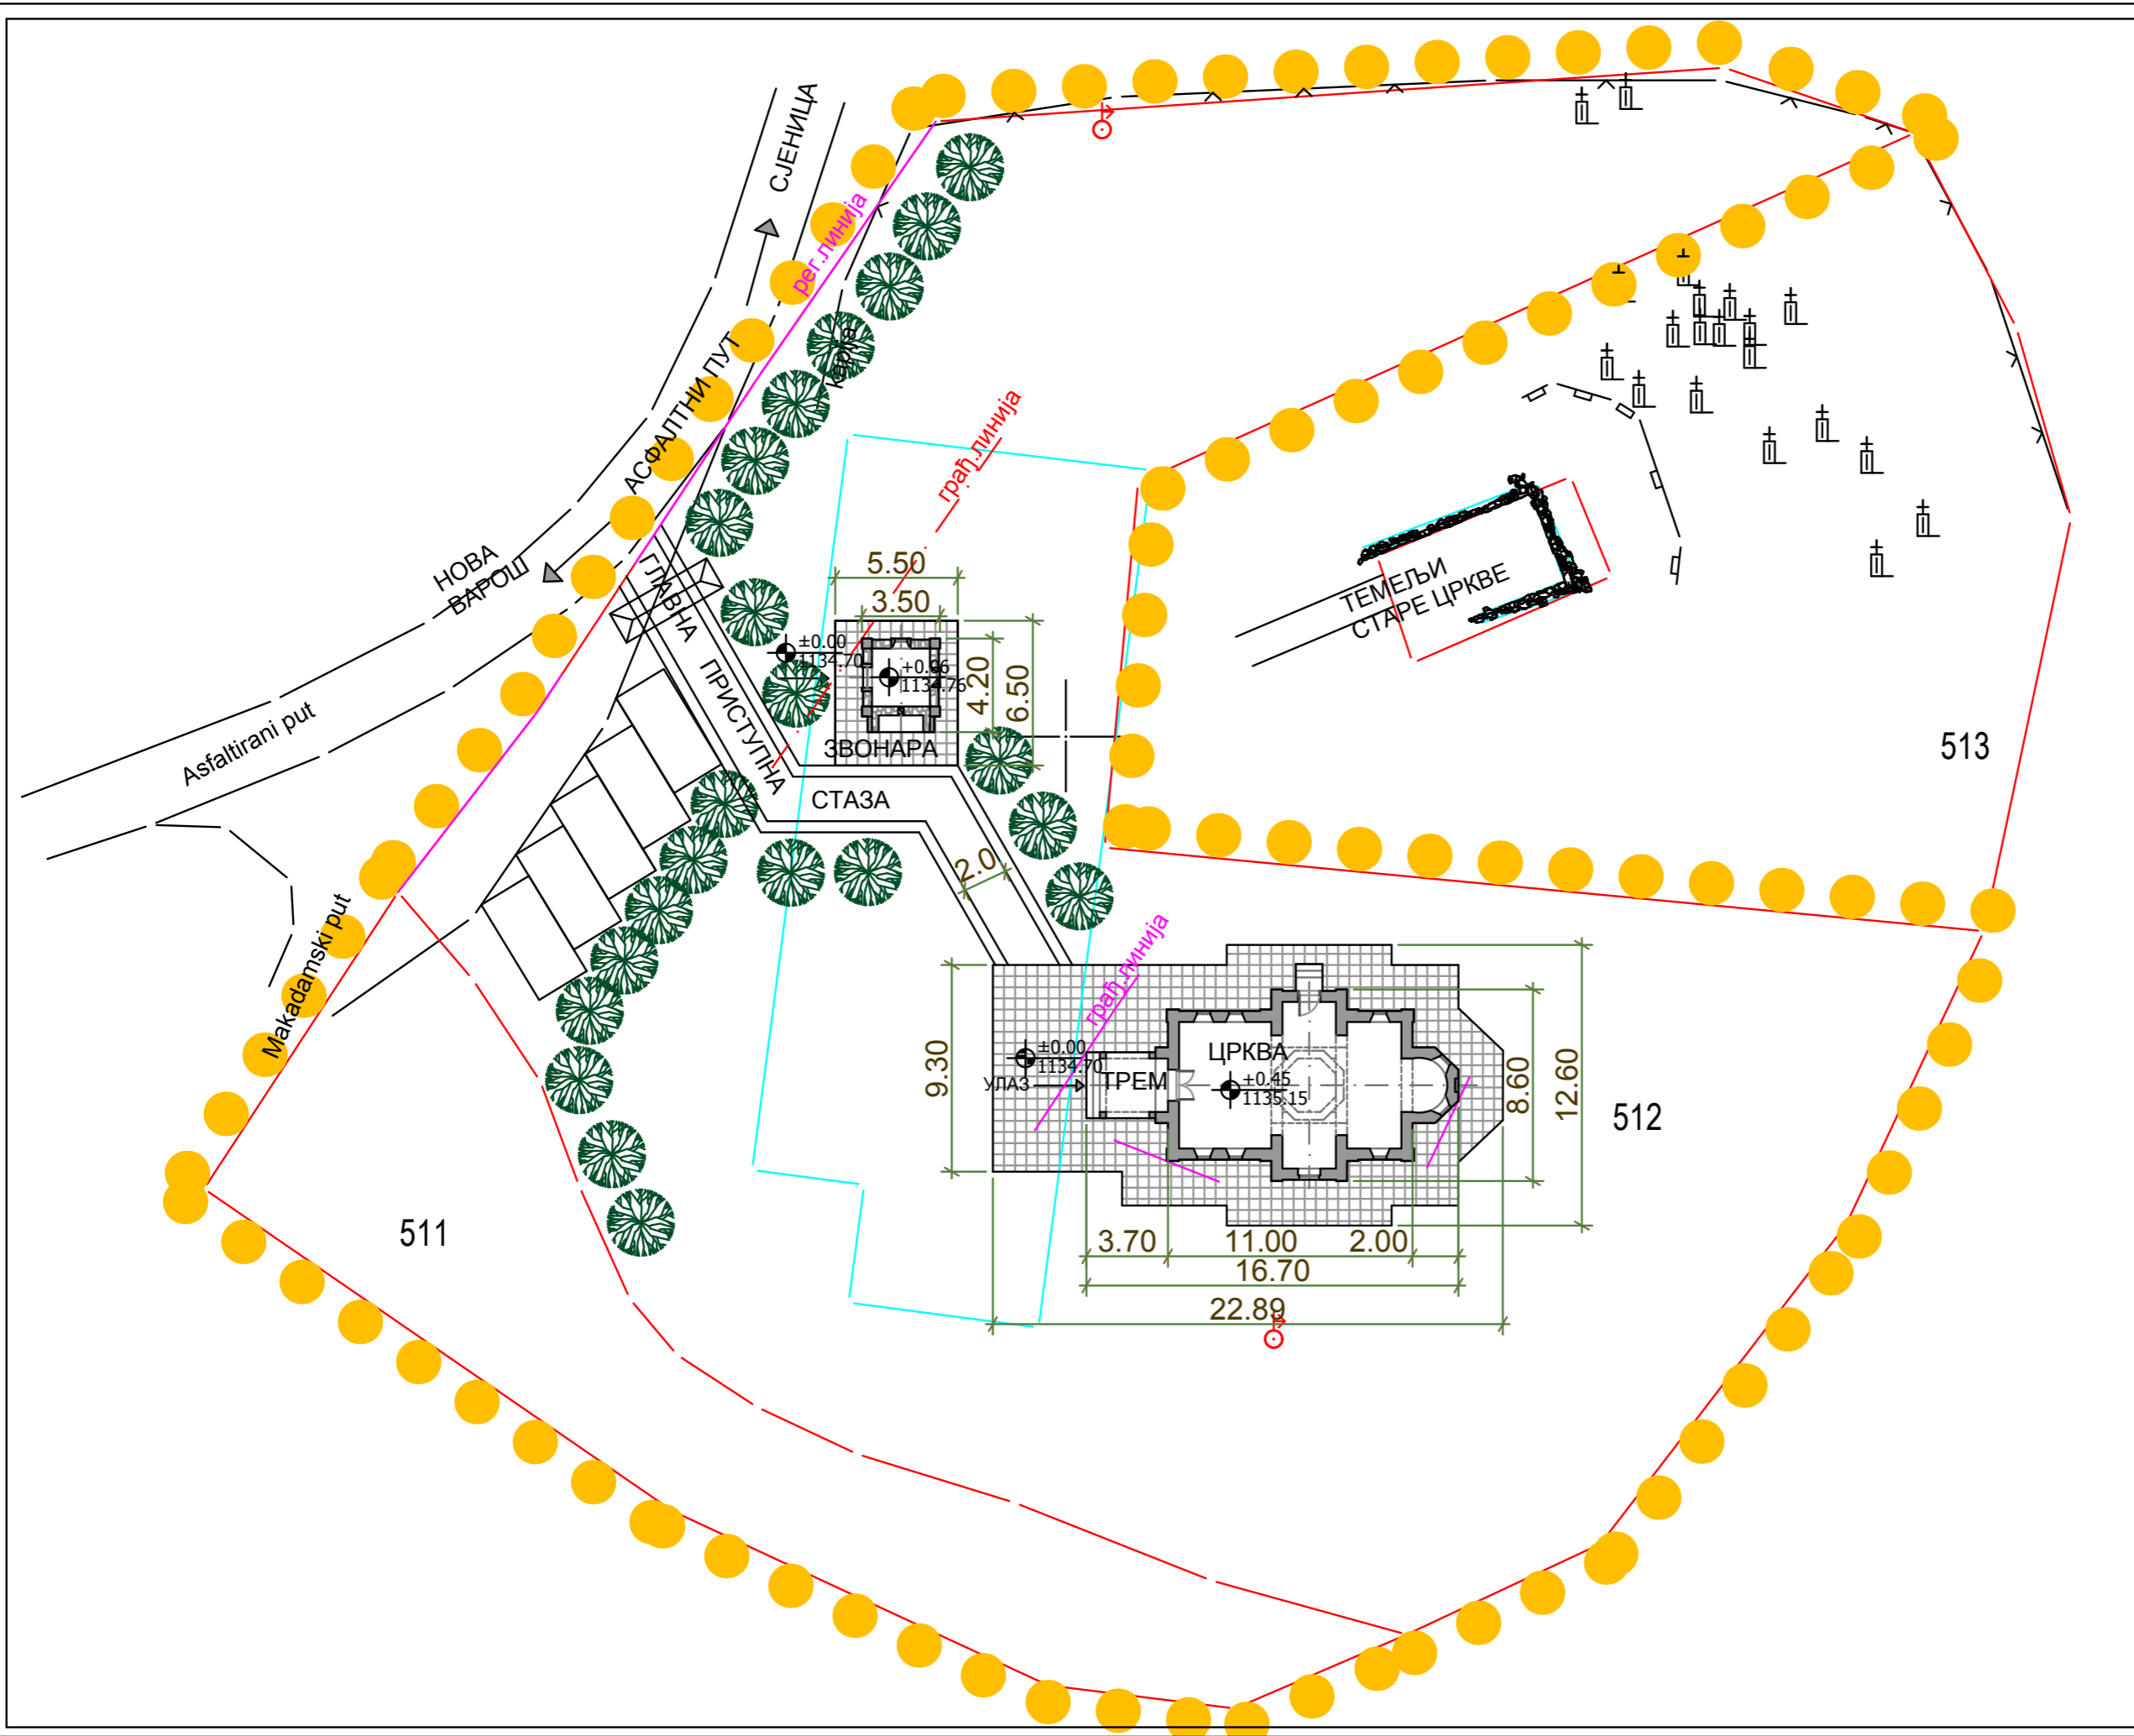 СЈЕНИЦА
рег.линија
капја
АСФАЛТНИ ПУТ
грађ.линија
НОВА
ВАРОШ
ГЛАВНА ПРИСТУПНА
СТАЗА
5.50
3.50
±0.00
1134.70
+0.06
1134.76
4.20
6.50
ЗВОНАРА
ТЕМЕЉИ
СТАРЕ ЦРКВЕ
513
Asfaltirani put
2.0
Makadamski put
грађ.линија
9.30
±0.00
1134.70
УЛАЗ
ТРЕМ
ЦРКВА
+0.45
1135.15
8.60
12.60
512
511
3.70
11.00
2.00
16.70
22.89